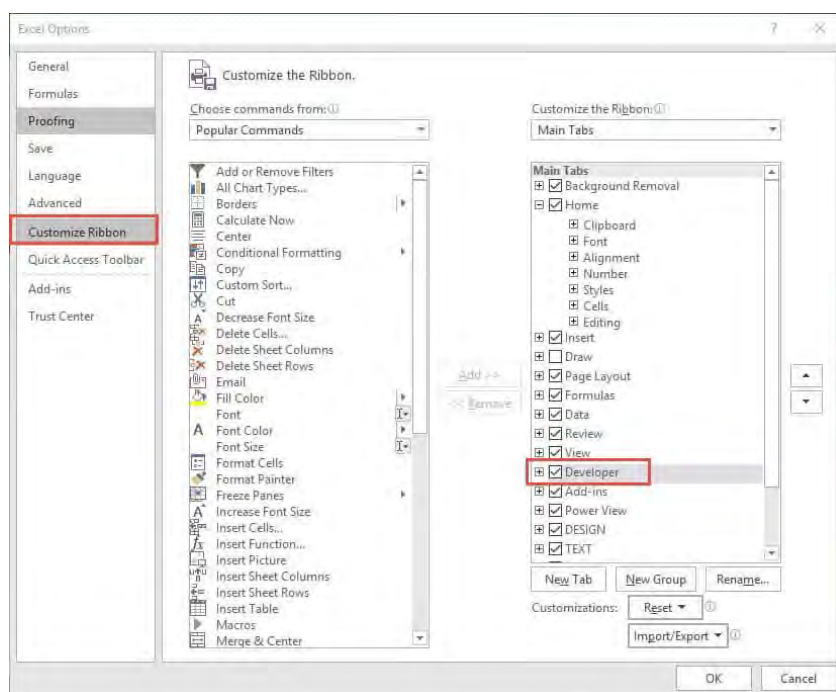 Excel Options
? ×
General
Formulas
Proofing
Save
Language
Advanced
Customize Ribbon
Quick Access Toolbar
Add-ins
Trust Center
Customize the Ribbon.
Choose commands from:
Popular Commands
Add or Remove Filters
All Chart Types...
Borders
Calculate Now
Center
Conditional Formatting
Copy
Custom Sort...
Cut
Decrease Font Size
Delete Cells...
Delete Sheet Columns
Delete Sheet Rows
Email
Fill Color
Font
Font Color
Font Size
Format Cells
Format Painter
Freeze Panes
Increase Font Size
Insert Cells...
Insert Function...
Insert Picture
Insert Sheet Columns
Insert Sheet Rows
Insert Table
Macros
Merge & Center
Add >>
<< Remove
Customize the Ribbon:
Main Tabs
Main Tabs
Background Removal
Home
Clipboard
Font
Alignment
Number
Styles
Cells
Editing
Insert
Draw
Page Layout
Formulas
Data
Review
View
Developer
Add-ins
Power View
DESIGN
TEXT
New Tab New Group Rename...
Customizations: Reset
Import/Export
OK Cancel